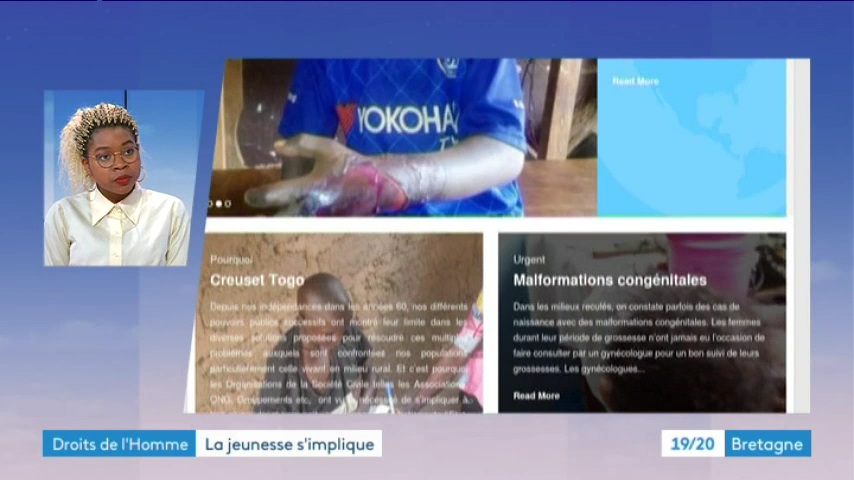 YOKOHA
Read More
Pourquoi
Creuset Togo
Depuis nos indépendances dans les années 60, nos différents
pouvoirs publics successifs ont montré leur limite dans les
diverses solutions proposées pour résoudre ces multiples
problèmes auxquels sont confrontées nos populations
particulièrement celle vivant en milieu rural. Et c'est pourquoi
les Organisations de la Société Civile telles les Associations
ONG, Groupements etc, ont vu nécessité de s'impliquer à
Urgent
Malformations congénitales
Dans les milieux reculés, on constate parfois des cas de
naissance avec des malformations congénitales. Les femmes
durant leur période de grossesse n'ont jamais eu l'occasion de
faire consulter par un gynécologue pour un bon suivi de leurs
grossesses. Les gynécologues...
Read More
Droits de l'Homme La jeunesse s'implique
19/20 Bretagne